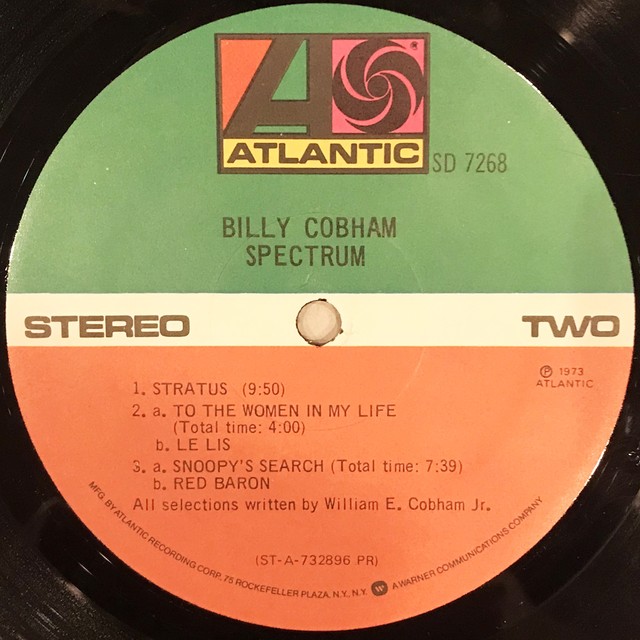 ATLANTIC ®
SD 7268
BILLY COBHAM
SPECTRUM
STEREO
TWO
℗ 1973
ATLANTIC
1. STRATUS (9:50)
2. a. TO THE WOMEN IN MY LIFE
(Total time: 4:00)
b. LE LIS
3. a. SNOOPY'S SEARCH (Total time: 7:39)
b. RED BARON
All selections written by William E. Cobham Jr.
(ST-A-732896 PR)
MFG. BY ATLANTIC RECORDING CORP., 75 ROCKEFELLER PLAZA, N.Y., N.Y. W A WARNER COMMUNICATIONS COMPANY